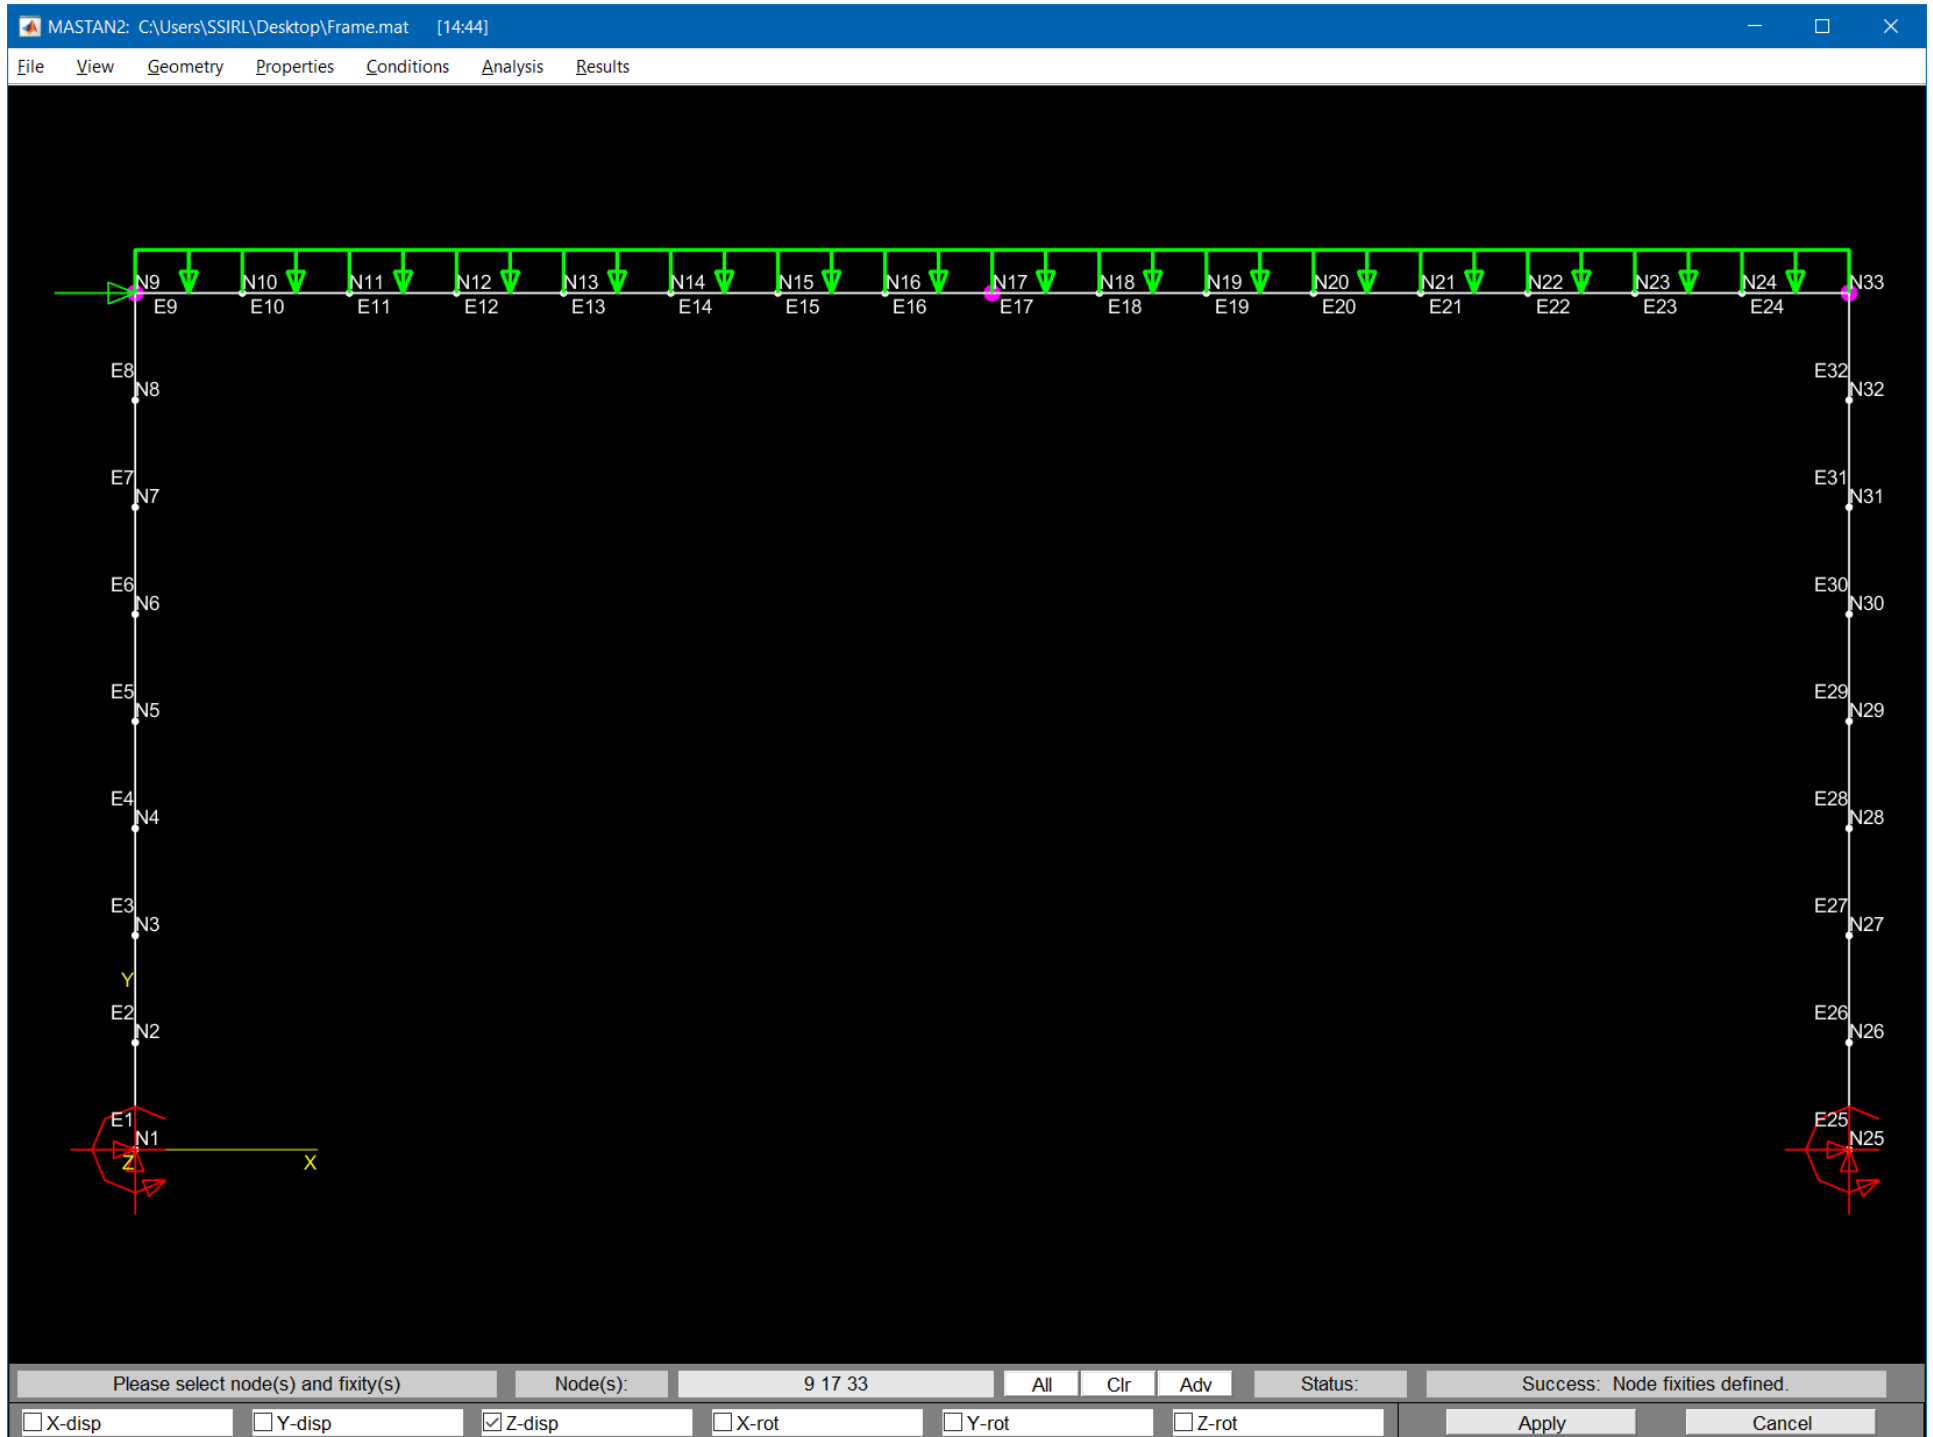 MASTAN2: C:\Users\SSIRL\Desktop\Frame.mat [14:44]
File View Geometry Properties Conditions Analysis Results
N9 N10 N11 N12 N13 N14 N15 N16 N17 N18 N19 N20 N21 N22 N23 N24 N33
E9 E10 E11 E12 E13 E14 E15 E16 E17 E18 E19 E20 E21 E22 E23 E24
E8 E32
N8 N32
E7 E31
N7 N31
E6 E30
N6 N30
E5 E29
N5 N29
E4 E28
N4 N28
E3 E27
N3 N27
Y
E2 E26
N2 N26
E1 E25
N1 N25
Z X
Please select node(s) and fixity(s) Node(s): 9 17 33 All Clr Adv Status: Success: Node fixities defined.
X-disp Y-disp Z-disp X-rot Y-rot Z-rot Apply Cancel